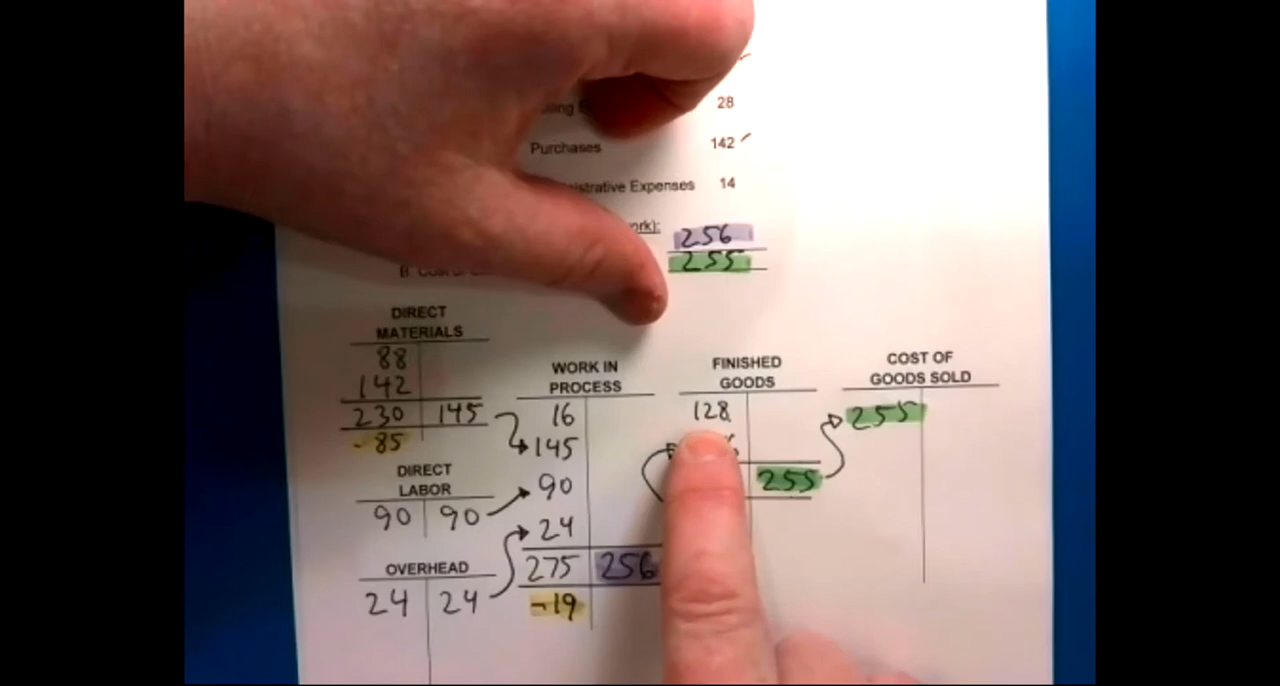 28
Purchases 142
Expenses 14
256
255
DIRECT
MATERIALS
88
142
230 145
-85
DIRECT
LABOR
90 90
OVERHEAD
24 24
WORK IN
PROCESS
16
145
90
24
275 256
-19
FINISHED
GOODS
128
255
COST OF
GOODS SOLD
255